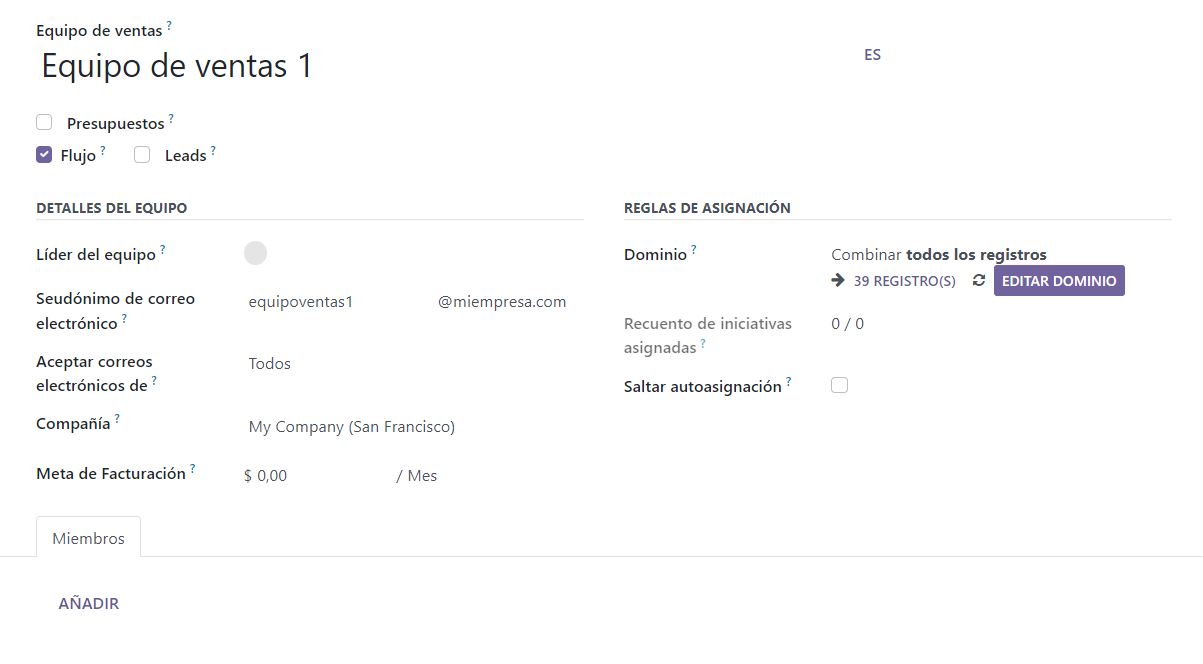 Equipo de ventas ?
Equipo de ventas 1
ES
Presupuestos ?
Flujo ? Leads ?
DETALLES DEL EQUIPO
Líder del equipo ?
Seudónimo de correo
electrónico ?
equipoventas1 @miempresa.com
Aceptar correos
electrónicos de ?
Todos
Compañía ?
My Company (San Francisco)
Meta de Facturación ?
$ 0,00 / Mes
REGLAS DE ASIGNACIÓN
Dominio ?
Combinar todos los registros
39 REGISTRO(S) EDITAR DOMINIO
Recuento de iniciativas
asignadas ?
0 / 0
Saltar autoasignación ?
Miembros
AÑADIR